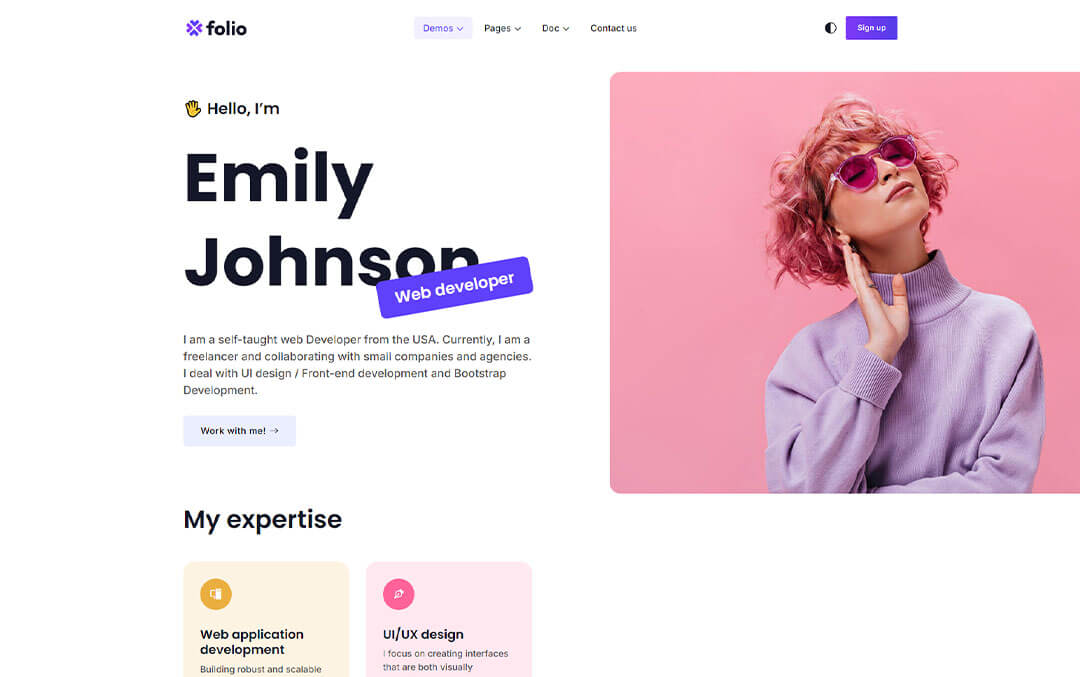 folio
Demos
Pages
Doc
Contact us
Sign up
Hello, I'm
Emily
Johnson
Web developer
I am a self-taught web Developer from the USA. Currently, I am a
freelancer and collaborating with small companies and agencies.
I deal with UI design / Front-end development and Bootstrap
Development.
Work with me! →
My expertise
Web application
development
Building robust and scalable
UI/UX design
I focus on creating interfaces
that are both visually